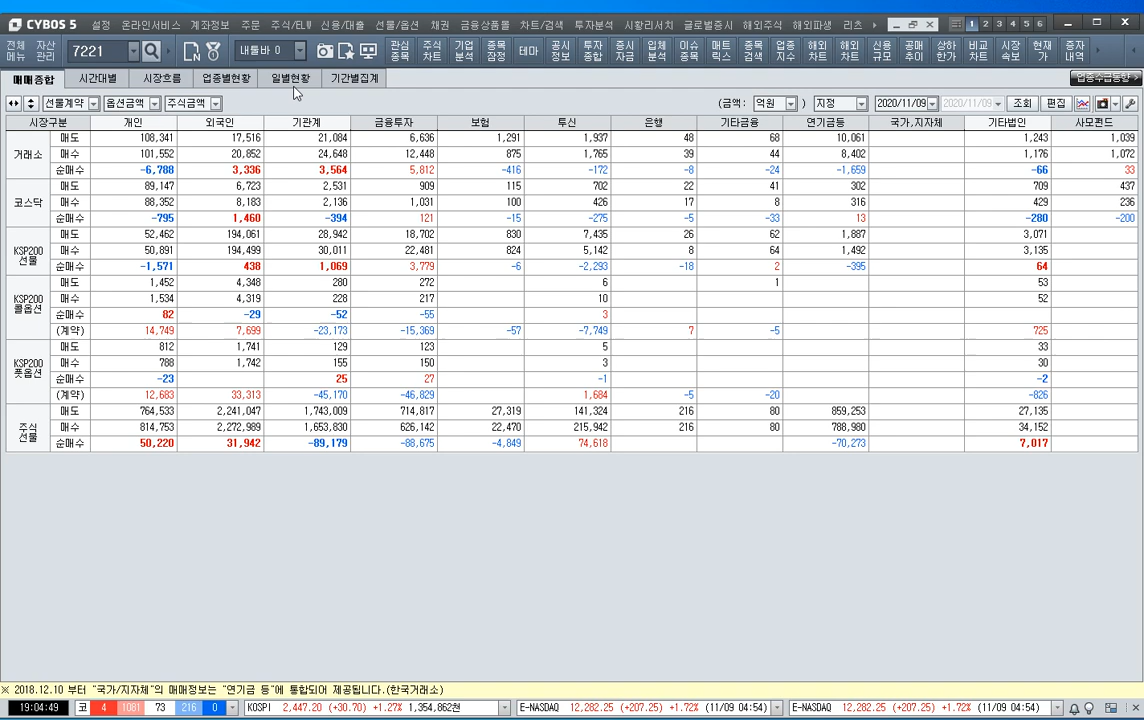 CYBOS 5 설정 온라인서비스 계좌정보 주문 주식/ELW 신용/대출 선물/옵션 채권 금융상품몰 차트/검색 투자분석 시황리서치 글로벌증시 해외주식 해외파생 리츠 1 2 3 4 5 6
전체메뉴 자산관리 7221 내툴바 0 관심종목 주식차트 기업분석 종목잠정 테마 공시정보 투자종합 증시자금 입체분석 이슈종목 매트릭스 종목검색 업종지수 해외차트 해외차트 신용규모 공매추이 상하한가 비교차트 시장속보 현재가 증자내역
매매종합 시간대별 시장흐름 업종별현황 일별현황 기간별집계 업종수급동향 >
선물계약 옵션금액 주식금액 (금액: 억원 ) 지정 2020/11/09 2020/11/09 조회 편집
시장구분 개인 외국인 기관계 금융투자 보험 투신 은행 기타금융 연기금등 국가,지자체 기타법인 사모펀드
거래소 매도 108,341 17,516 21,084 6,636 1,291 1,937 48 68 10,061 1,243 1,039
매수 101,552 20,852 24,648 12,448 875 1,765 39 44 8,402 1,176 1,072
순매수 -6,788 3,336 3,564 5,812 -416 -172 -8 -24 -1,659 -66 33
코스닥 매도 89,147 6,723 2,531 909 115 702 22 41 302 709 437
매수 88,352 8,183 2,136 1,031 100 426 17 8 316 429 236
순매수 -795 1,460 -394 121 -15 -275 -5 -33 13 -280 -200
KSP200 선물 매도 52,462 194,061 28,942 18,702 830 7,435 26 62 1,887 3,071
매수 50,891 194,499 30,011 22,481 824 5,142 8 64 1,492 3,135
순매수 -1,571 438 1,069 3,779 -6 -2,293 -18 2 -395 64
KSP200 콜옵션 매도 1,452 4,348 280 272 6 1 53
매수 1,534 4,319 228 217 10 52
순매수 82 -29 -52 -55 3
(계약) 14,749 7,699 -23,173 -15,369 -57 -7,749 7 -5 725
KSP200 풋옵션 매도 812 1,741 129 123 5 33
매수 788 1,742 155 150 3 30
순매수 -23 25 27 -1 -2
(계약) 12,683 33,313 -45,170 -46,829 1,684 -5 -20 -826
주식 선물 매도 764,533 2,241,047 1,743,009 714,817 27,319 141,324 216 80 859,253 27,135
매수 814,753 2,272,989 1,653,830 626,142 22,470 215,942 216 80 788,980 34,152
순매수 50,220 31,942 -89,179 -88,675 -4,849 74,618 -70,273 7,017
※ 2018.12.10 부터 "국가/지자체"의 매매정보는 "연기금 등"에 통합되어 제공됩니다.(한국거래소)
19:04:49 코 4 1081 73 216 0 KOSPI 2,447.20 (+30.70) +1.27% 1,354,862천 E-NASDAQ 12,282.25 (+207.25) +1.72% (11/09 04:54) E-NASDAQ 12,282.25 (+207.25) +1.72% (11/09 04:54)